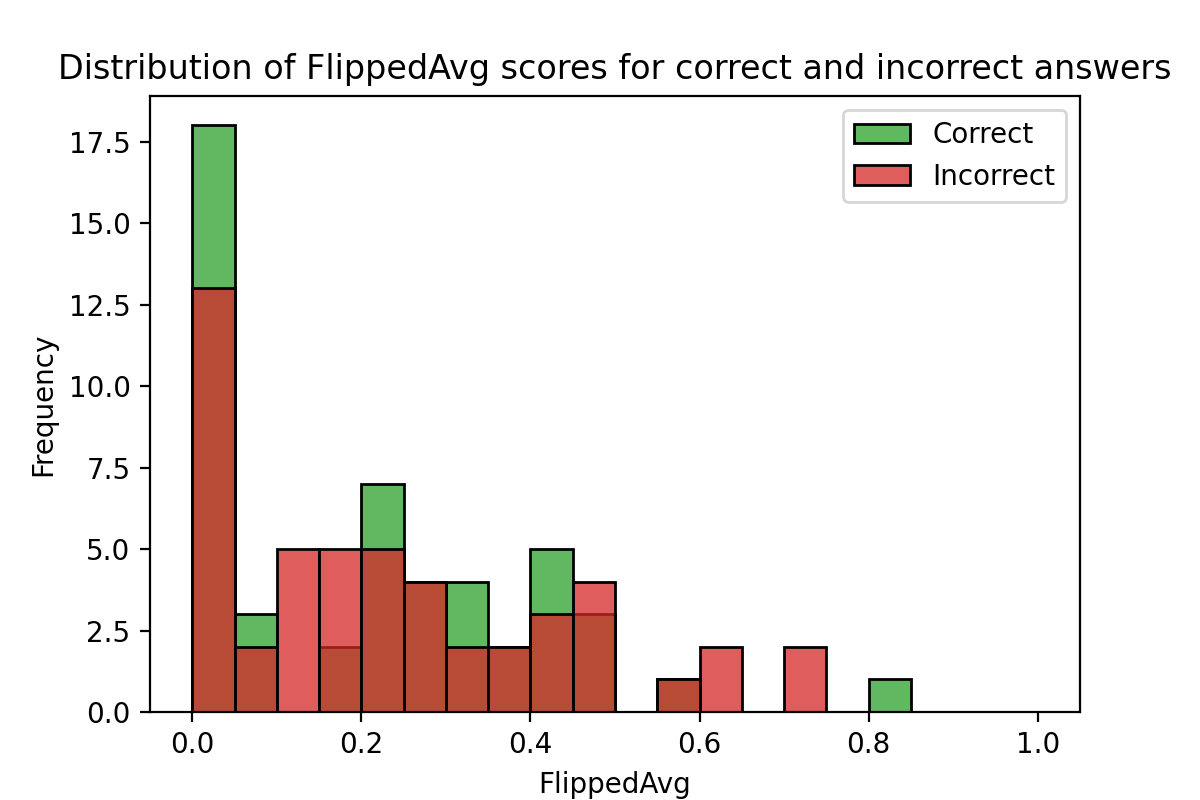 Distribution of FlippedAvg scores for correct and incorrect answers
Correct
Incorrect
Frequency
17.5
15.0
12.5
10.0
7.5
5.0
2.5
0.0
0.0 0.2 0.4 0.6 0.8 1.0
FlippedAvg